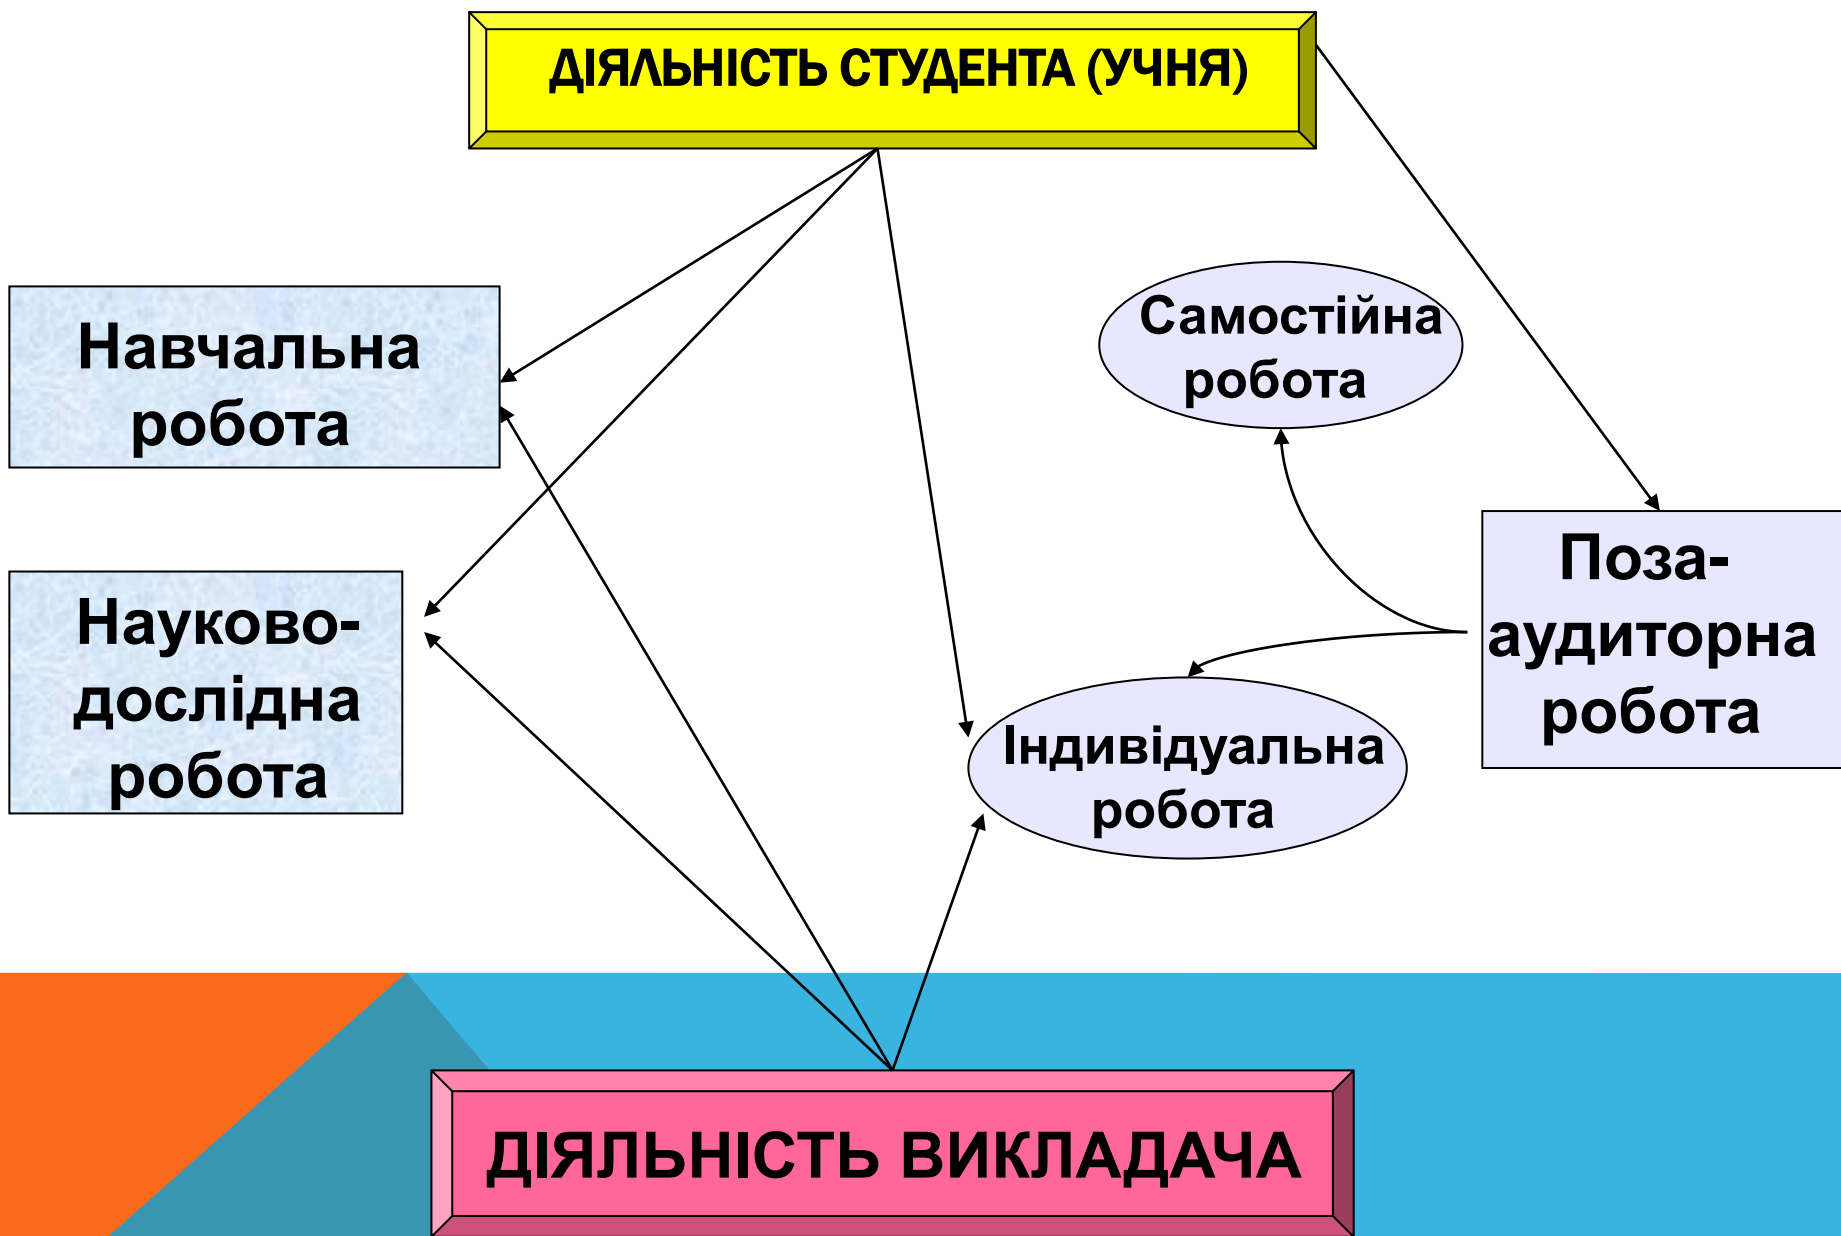 ДІЯЛЬНІСТЬ СТУДЕНТА (УЧНЯ)
Навчальна
робота
Самостійна
робота
Поза-
аудиторна
робота
Науково-
дослідна
робота
Індивідуальна
робота
ДІЯЛЬНІСТЬ ВИКЛАДАЧА